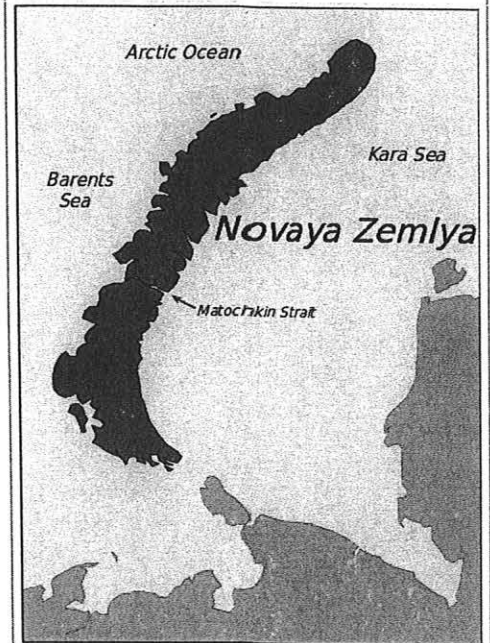 Arctic Ocean
Kara Sea
Barents
Sea
Novaya Zemlya
Matochkin Strait